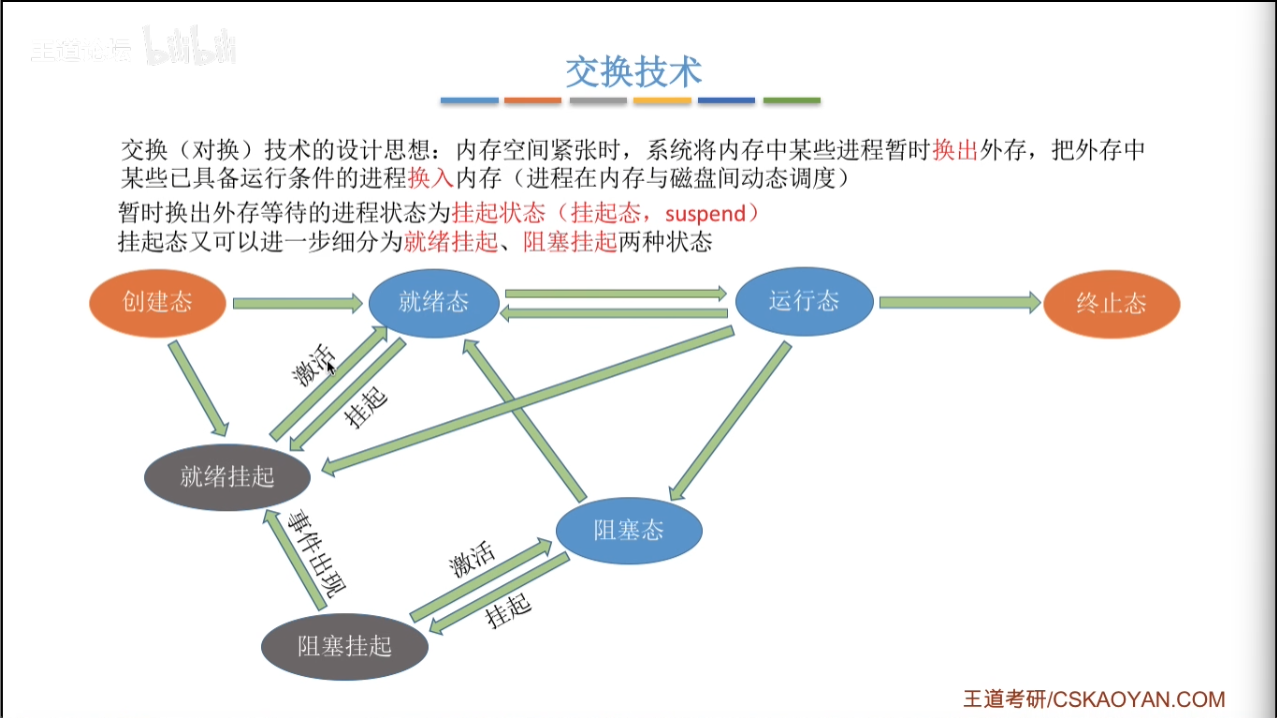 王道论坛 bilibili
交换技术
交换（对换）技术的设计思想：内存空间紧张时，系统将内存中某些进程暂时换出外存，把外存中
某些已具备运行条件的进程换入内存（进程在内存与磁盘间动态调度）
暂时换出外存等待的进程状态为挂起状态（挂起态，suspend）
挂起态又可以进一步细分为就绪挂起、阻塞挂起两种状态
创建态
就绪态
运行态
终止态
激活
挂起
就绪挂起
事件出现
阻塞态
激活
挂起
阻塞挂起
王道考研/CSKAOYAN.COM